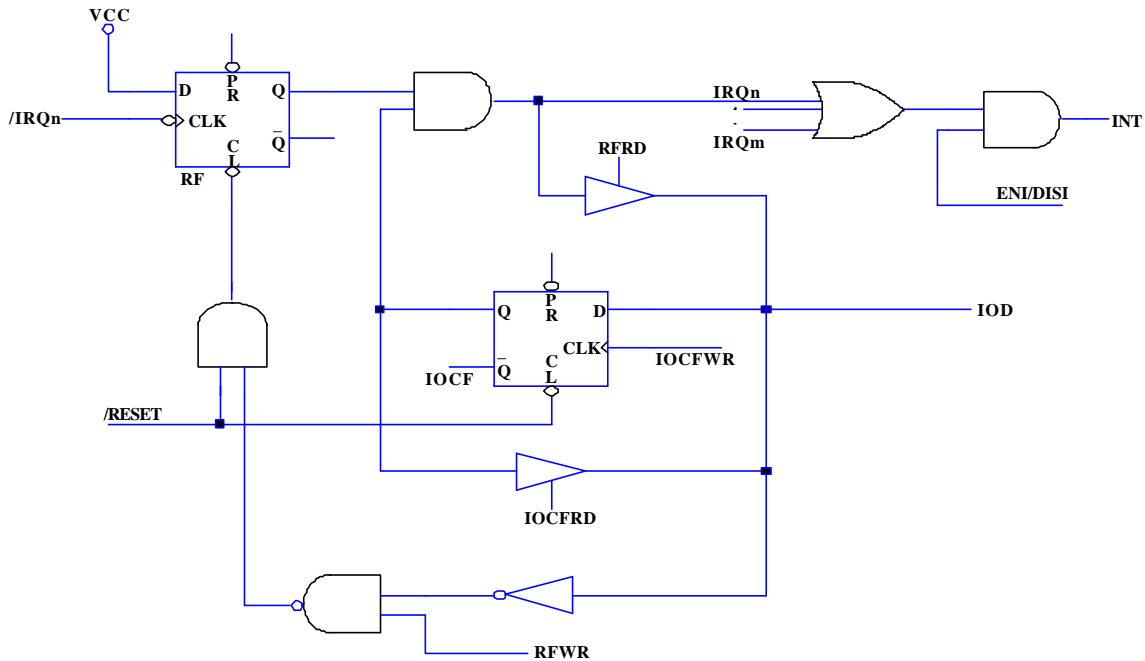 VCC
D
P
R
Q
/IRQn
CLK
C
L
Q
RF
IRQn
IRQm
INT
RFRD
ENI/DISI
P
R
Q
D
IOD
CLK
IOCFWR
IOCF
Q
C
L
/RESET
IOCFRD
RFWR